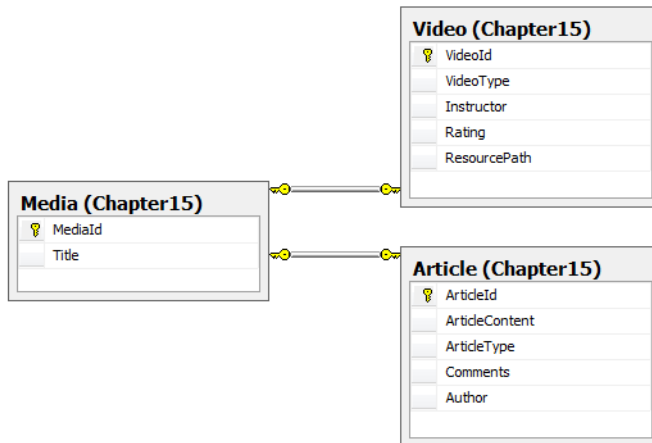 Video (Chapter15)
VideoId
VideoType
Instructor
Rating
ResourcePath
Media (Chapter15)
MediaId
Title
Article (Chapter15)
ArticleId
ArticleContent
ArticleType
Comments
Author